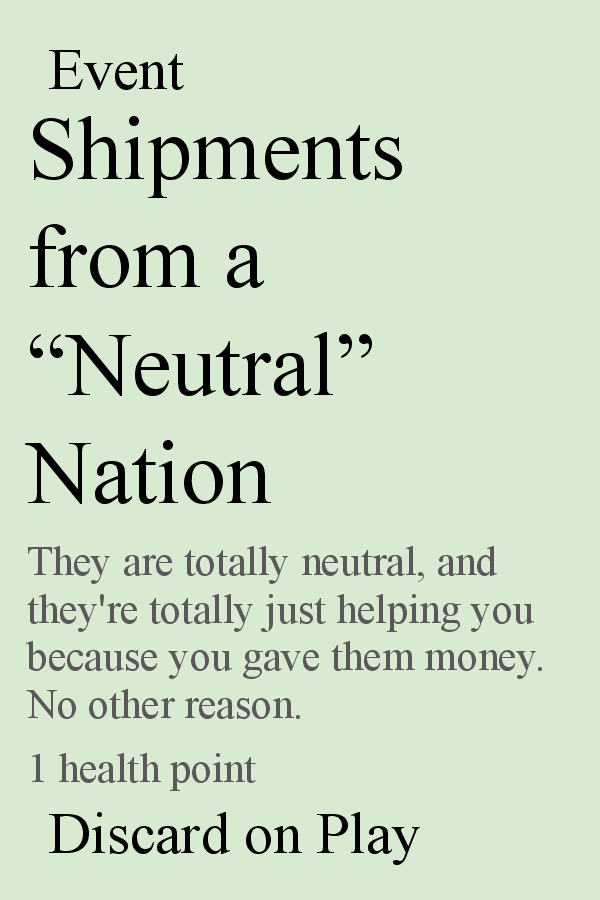 Event
Shipments
from a
“Neutral”
Nation
They are totally neutral, and
they're totally just helping you
because you gave them money.
No other reason.
1 health point
Discard on Play